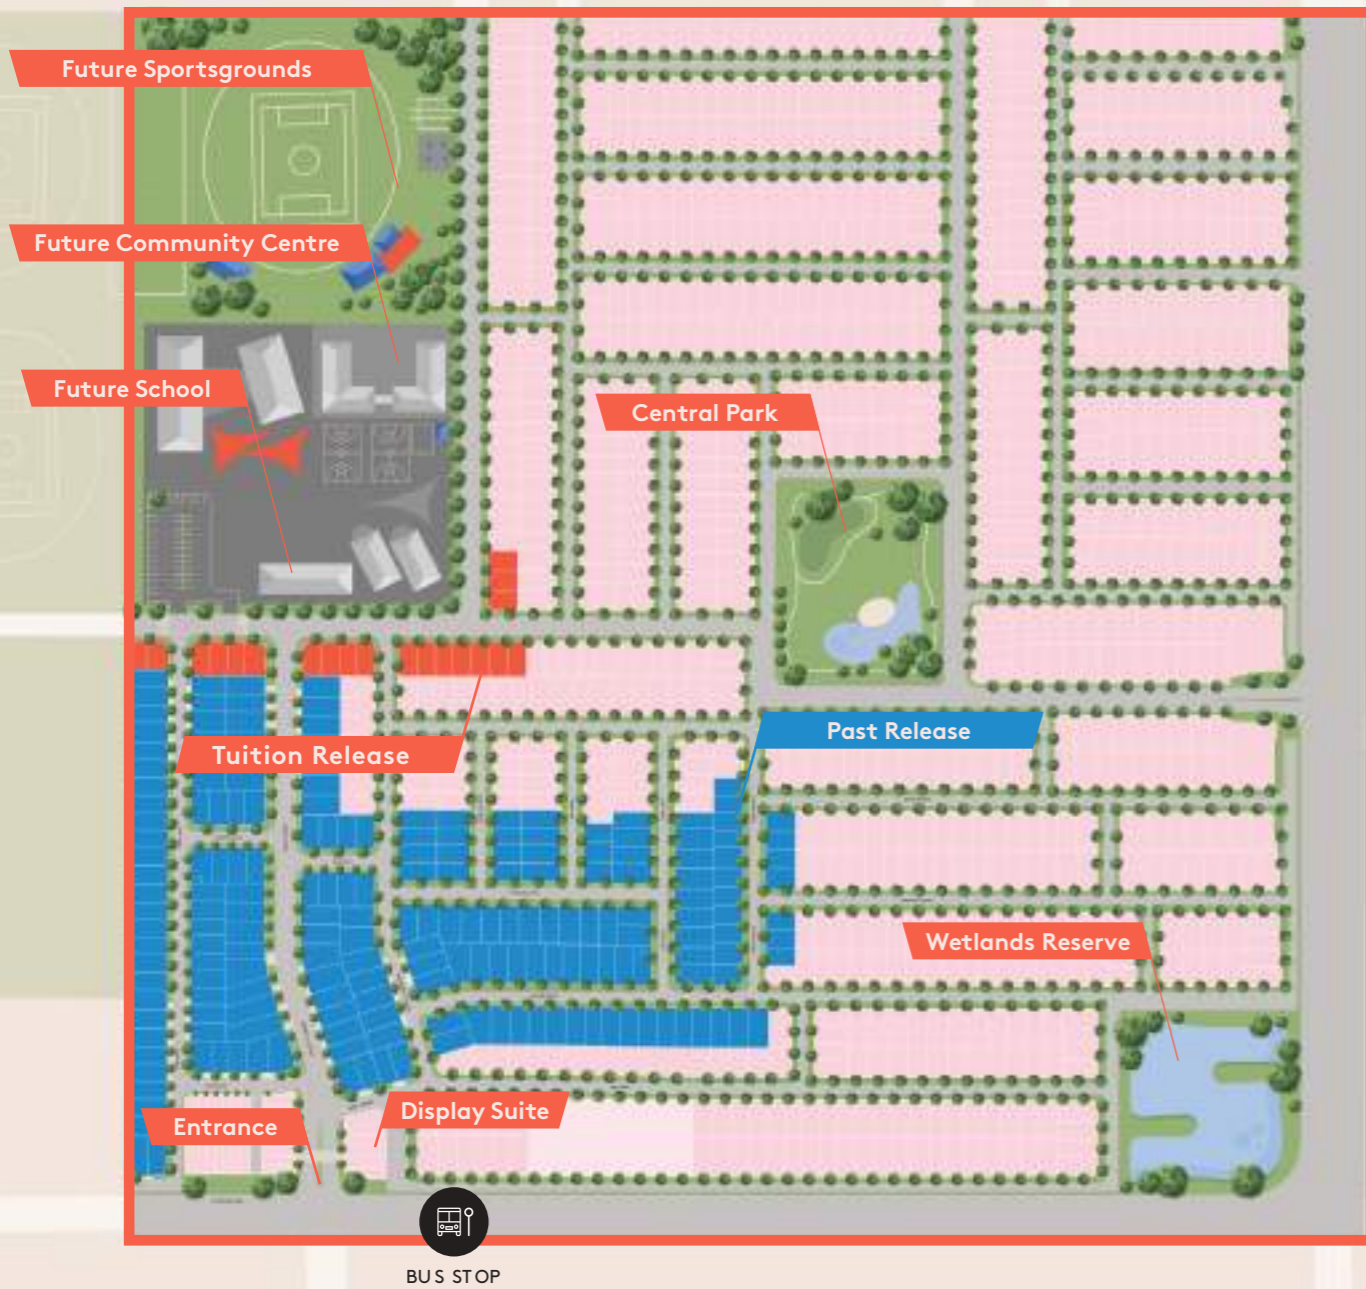 Future Sportsgrounds
Future Community Centre
Future School
Central Park
Past Release
Tuition Release
Wetlands Reserve
Display Suite
Entrance
BUS STOP